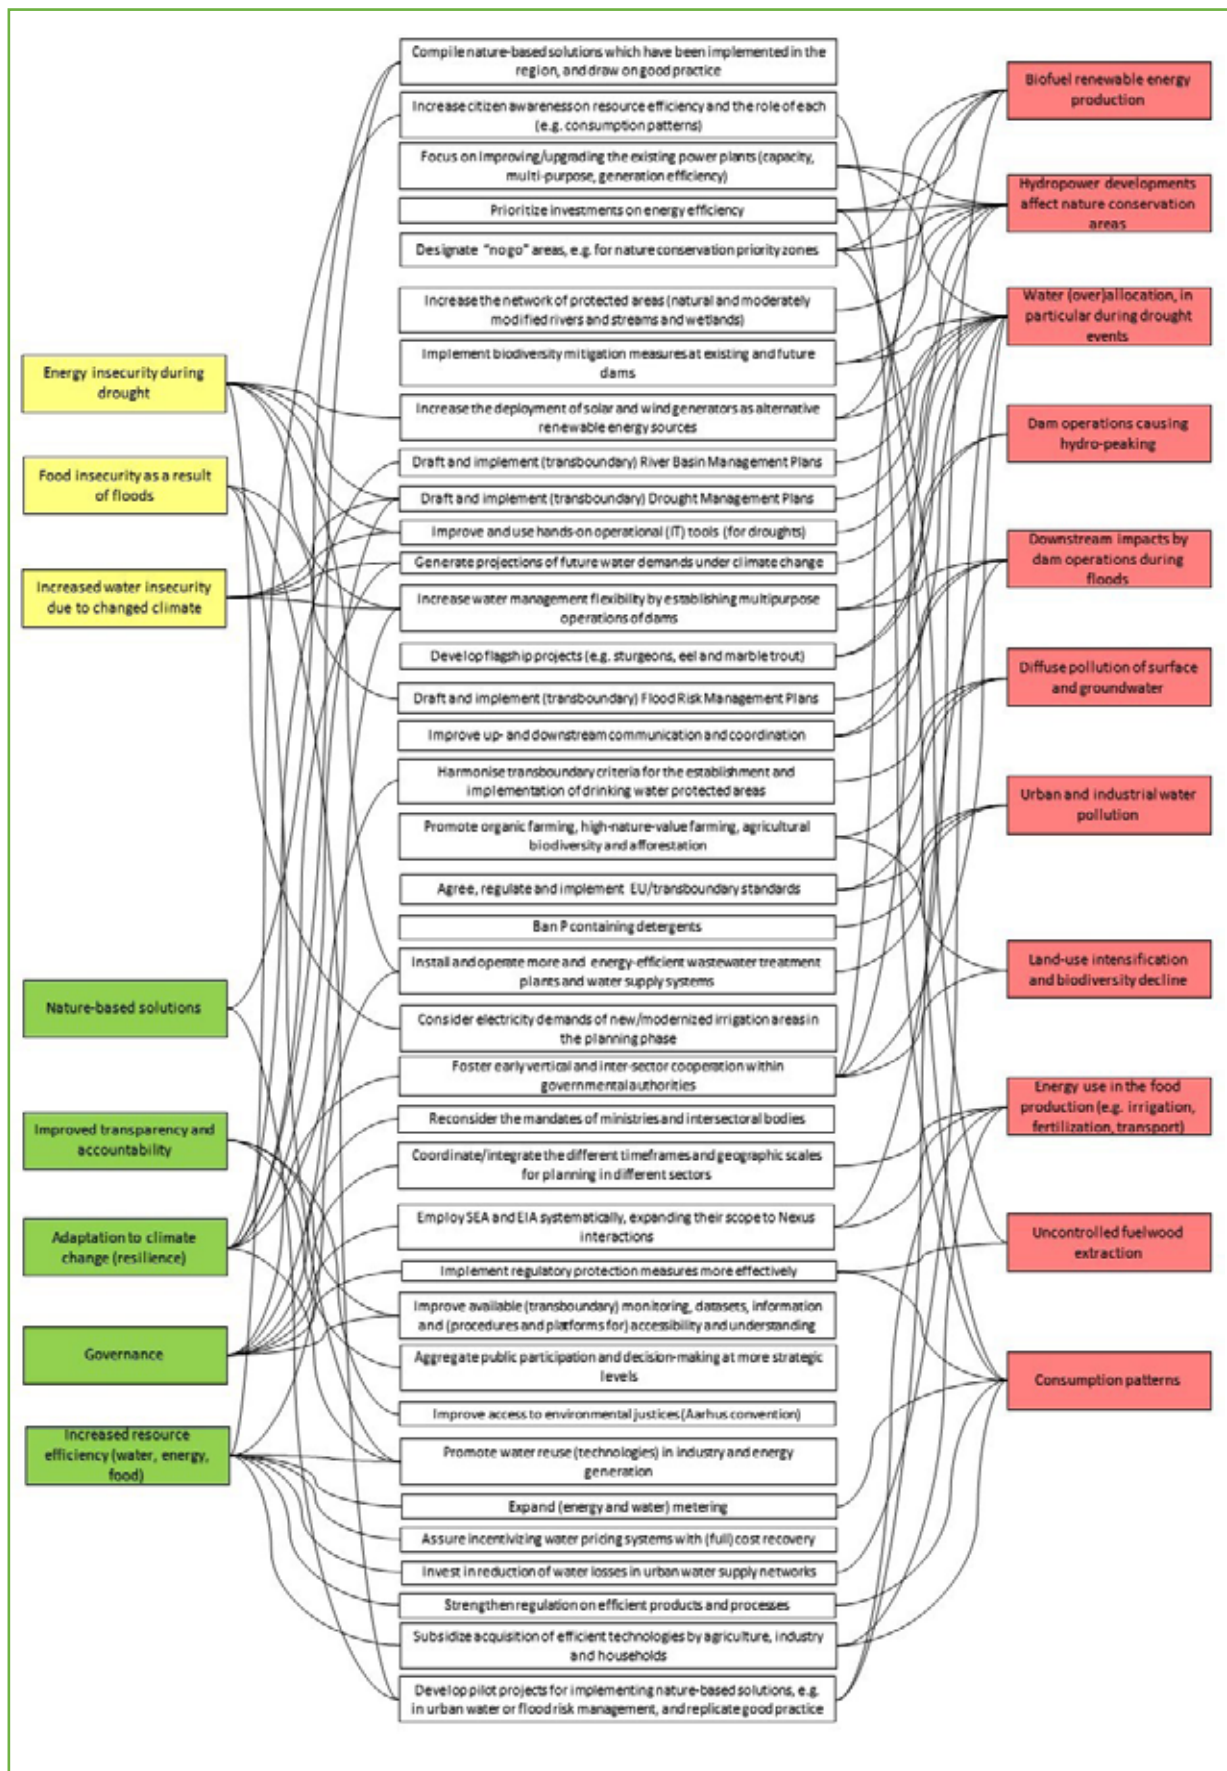 Compile nature-based solutions which have been implemented in the
region, and draw on good practice
Increase citizen awareness on resource efficiency and the role of each
(e.g. consumption patterns)
Focus on improving/upgrading the existing power plants (capacity,
multi-purpose, generation efficiency)
Prioritize investments on energy efficiency
Designate "no go" areas, e.g. for nature conservation priority zones
Increase the network of protected areas (natural and moderately
modified rivers and streams and wetlands)
Implement biodiversity mitigation measures at existing and future
dams
Increase the deployment of solar and wind generators as alternative
renewable energy sources
Draft and implement (transboundary) River Basin Management Plans
Draft and implement (transboundary) Drought Management Plans
Improve and use hands-on operational (IT) tools (for droughts)
Generate projections of future water demands under climate change
Increase water management flexibility by establishing multipurpose
operations of dams
Develop flagship projects (e.g. sturgeons, eel and marble trout)
Draft and implement (transboundary) Flood Risk Management Plans
Improve up- and downstream communication and coordination
Harmonise transboundary criteria for the establishment and
implementation of drinking water protected areas
Promote organic farming, high-nature-value farming, agricultural
biodiversity and afforestation
Agree, regulate and implement EU/transboundary standards
Ban P containing detergents
Install and operate more and energy-efficient wastewater treatment
plants and water supply systems
Consider electricity demands of new/modernized irrigation areas in
the planning phase
Foster early vertical and inter-sector cooperation within
governmental authorities
Reconsider the mandates of ministries and intersectoral bodies
Coordinate/integrate the different timeframes and geographic scales
for planning in different sectors
Employ SEA and EIA systematically, expanding their scope to Nexus
interactions
Implement regulatory protection measures more effectively
Improve available (transboundary) monitoring, datasets, information
and (procedures and platforms for) accessibility and understanding
Aggregate public participation and decision-making at more strategic
levels
Improve access to environmental justices (Aarhus convention)
Promote water reuse (technologies) in industry and energy
generation
Expand (energy and water) metering
Assure incentivizing water pricing systems with (full) cost recovery
Invest in reduction of water losses in urban water supply networks
Strengthen regulation on efficient products and processes
Subsidize acquisition of efficient technologies by agriculture, industry
and households
Develop pilot projects for implementing nature-based solutions, e.g.
in urban water or flood risk management, and replicate good practice
Energy insecurity during
drought
Food insecurity as a result
of floods
Increased water insecurity
due to changed climate
Nature-based solutions
Improved transparency and
accountability
Adaptation to climate
change (resilience)
Governance
Increased resource
efficiency (water, energy,
food)
Biofuel renewable energy
production
Hydropower developments
affect nature conservation
areas
Water (over)allocation, in
particular during drought
events
Dam operations causing
hydro-peaking
Downstream impacts by
dam operations during
floods
Diffuse pollution of surface
and groundwater
Urban and industrial water
pollution
Land-use intensification
and biodiversity decline
Energy use in the food
production (e.g. irrigation,
fertilization, transport)
Uncontrolled fuelwood
extraction
Consumption patterns